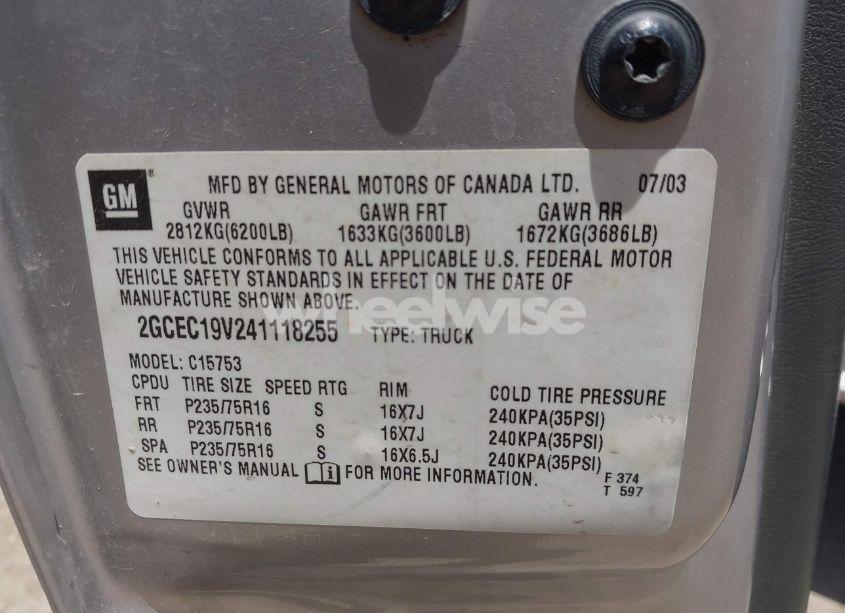 GM®
MFD BY GENERAL MOTORS OF CANADA LTD. 07/03
GVWR GAWR FRT GAWR RR
2812KG(6200LB) 1633KG(3600LB) 1672KG(3686LB)
THIS VEHICLE CONFORMS TO ALL APPLICABLE U.S. FEDERAL MOTOR
VEHICLE SAFETY STANDARDS IN EFFECT ON THE DATE OF
MANUFACTURE SHOWN ABOVE.
wheelwise
2GCEC19V241118255 TYPE: TRUCK
MODEL: C15753
CPDU TIRE SIZE SPEED RTG RIM COLD TIRE PRESSURE
FRT P235/75R16 S 16X7J 240KPA(35PSI)
RR P235/75R16 S 16X7J 240KPA(35PSI)
SPA P235/75R16 S 16X6.5J 240KPA(35PSI)
SEE OWNER'S MANUAL i FOR MORE INFORMATION.
F 374
T 597